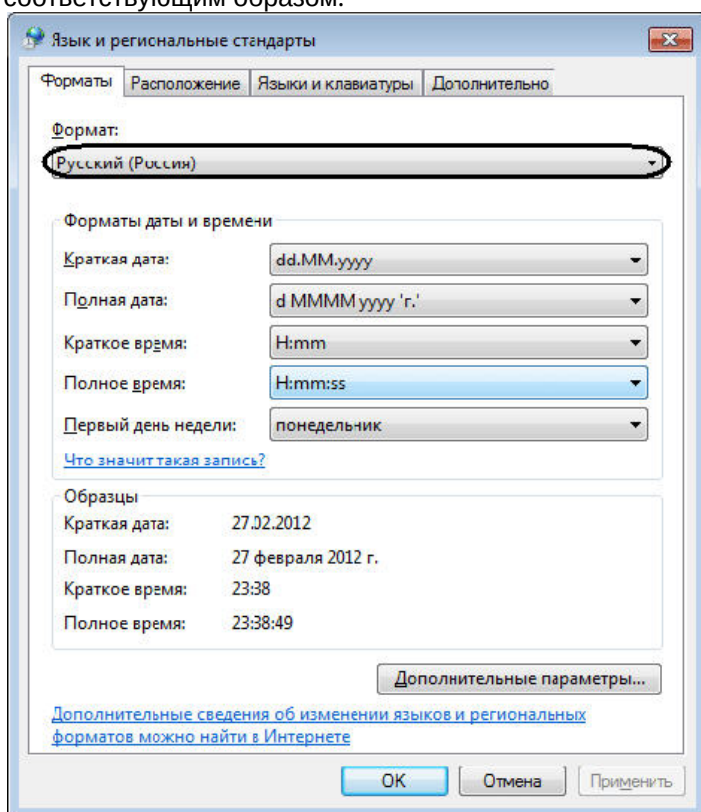 соответствующим образом.
Язык и региональные стандарты
Форматы Расположение Языки и клавиатуры Дополнительно
Формат:
Русский (Россия)
Форматы даты и времени
Краткая дата: dd.MM.yyyy
Полная дата: d MMMM yyyy 'г.'
Краткое время: H:mm
Полное время: H:mm:ss
Первый день недели: понедельник
Что значит такая запись?
Образцы
Краткая дата: 27.02.2012
Полная дата: 27 февраля 2012 г.
Краткое время: 23:38
Полное время: 23:38:49
Дополнительные параметры...
Дополнительные сведения об изменении языков и региональных
форматов можно найти в Интернете
OK Отмена Применить